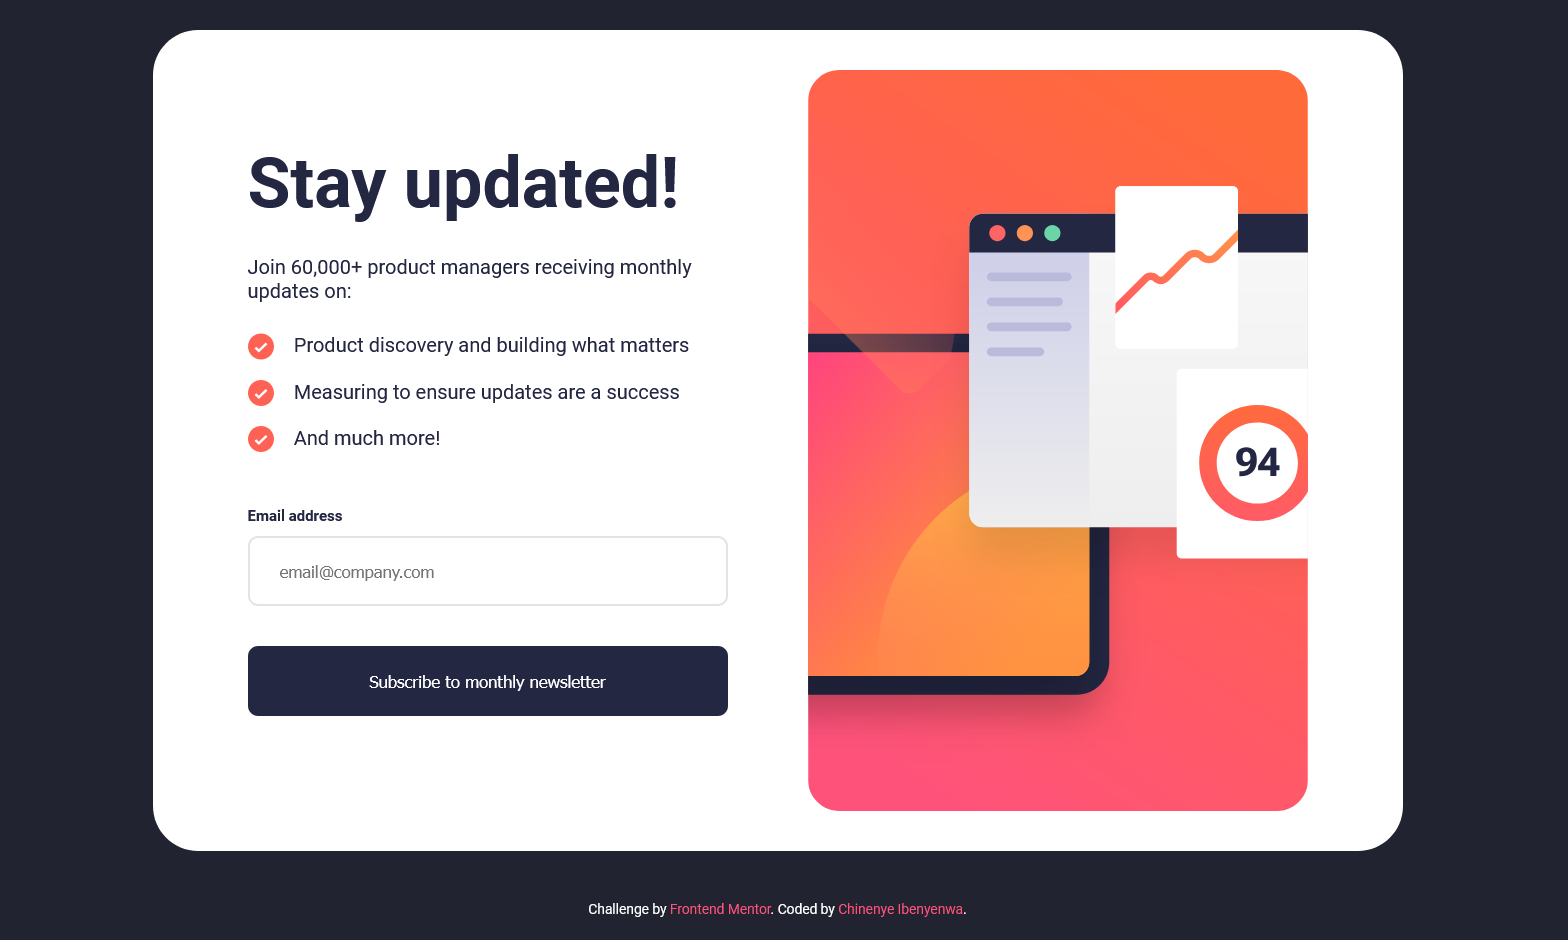 Stay updated!
Join 60,000+ product managers receiving monthly
updates on:
Product discovery and building what matters
Measuring to ensure updates are a success
And much more!
Email address
email@company.com
Subscribe to monthly newsletter
94
Challenge by Frontend Mentor. Coded by Chinenye Ibenyenwa.